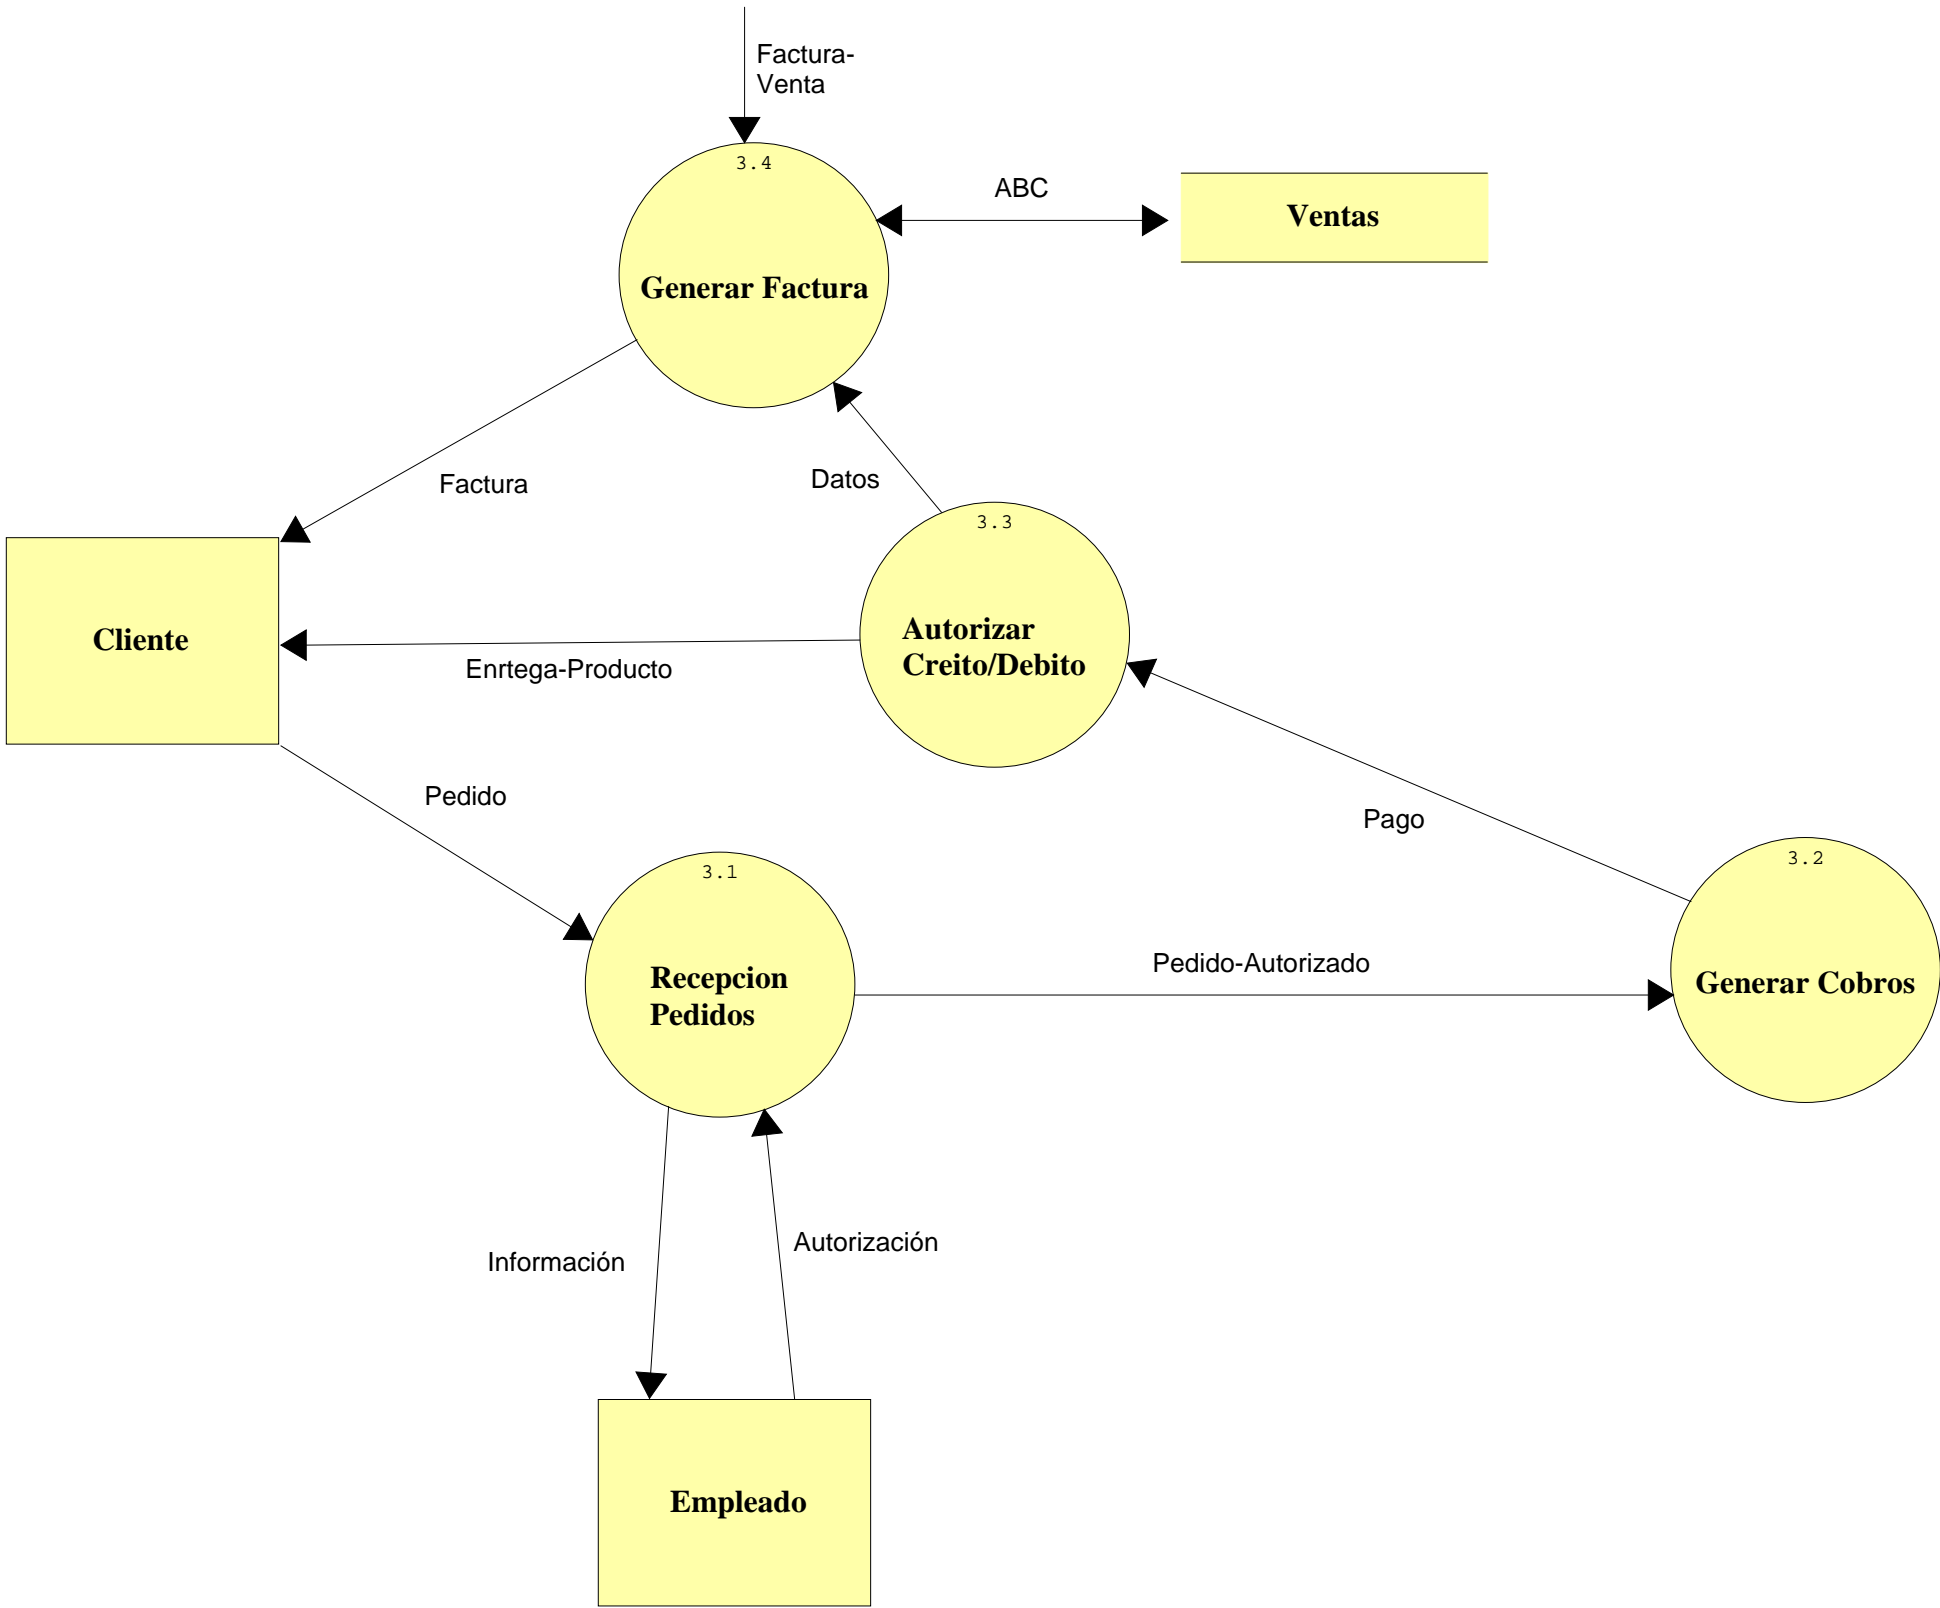 Factura-
Venta
3.4
ABC
Ventas
Generar Factura
Factura
Datos
3.3
Cliente
Autorizar
Creito/Debito
Enrtega-Producto
Pedido
Pago
3.2
3.1
Recepcion
Pedidos
Pedido-Autorizado
Generar Cobros
Información
Autorización
Empleado